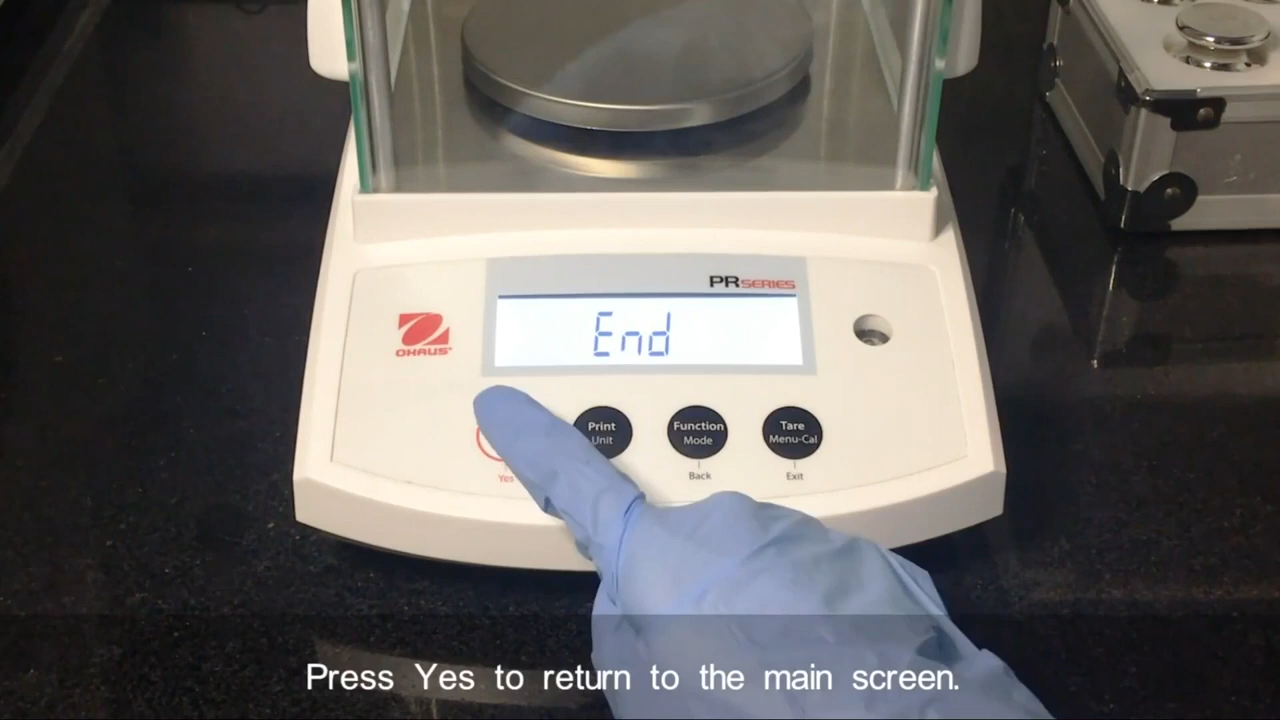 PR SERIES
End
OHAUS
Print
Unit
Function
Mode
Tare
Menu-Cal
Yes
Back
Exit
Press Yes to return to the main screen.